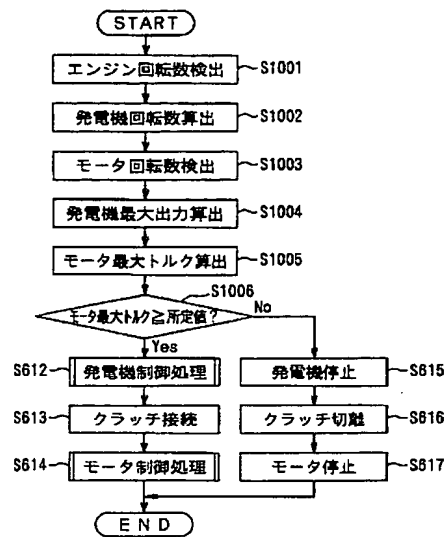 START
エンジン回転数検出 S1001
発電機回転数算出 S1002
モータ回転数検出 S1003
発電機最大出力算出 S1004
モータ最大トルク算出 S1005
S1006
モータ最大トルク≧所定値? No
Yes
S612 発電機制御処理 発電機停止 S615
S613 クラッチ接続 クラッチ切離 S616
S614 モータ制御処理 モータ停止 S617
END